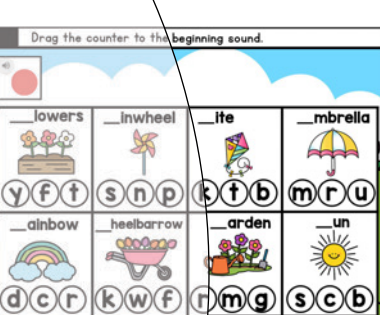 Drag the counter to the beginning sound.
__lowers __inwheel __ite __mbrella
y f t s n p k t b m r u
__ainbow __heelbarrow __arden __un
d c r k w f r m g s c b